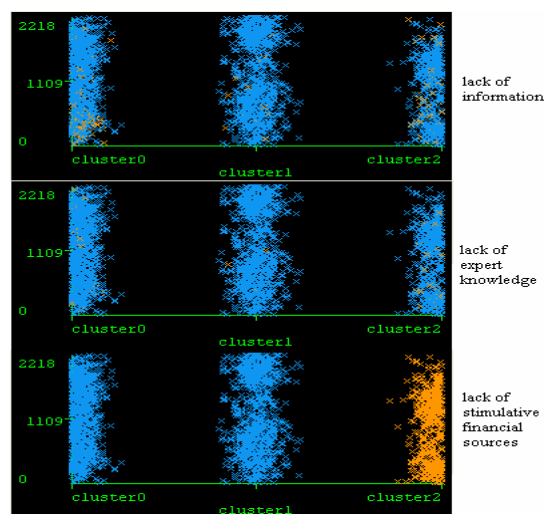 2218
1109
0
cluster0
cluster1
cluster2
lack of
information
2218
1109
0
cluster0
cluster1
cluster2
lack of
expert
knowledge
2218
1109
0
cluster0
cluster1
cluster2
lack of
stimulative
financial
sources